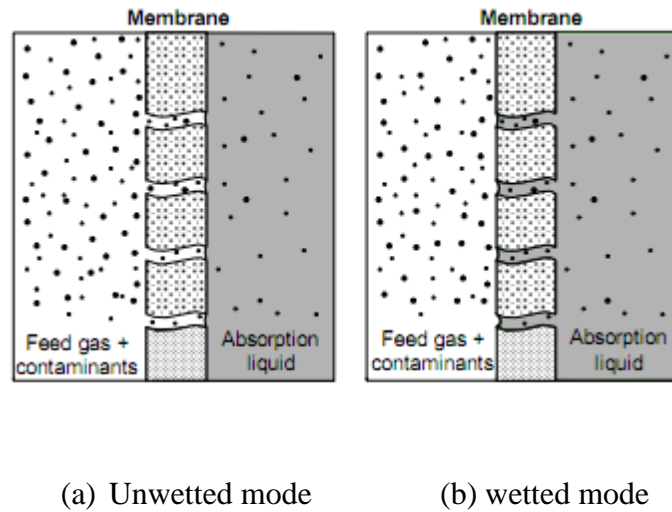 Membrane
Feed gas +
contaminants
Absorption
liquid
Membrane
Feed gas +
contaminants
Absorption
liquid
(a) Unwetted mode
(b) wetted mode